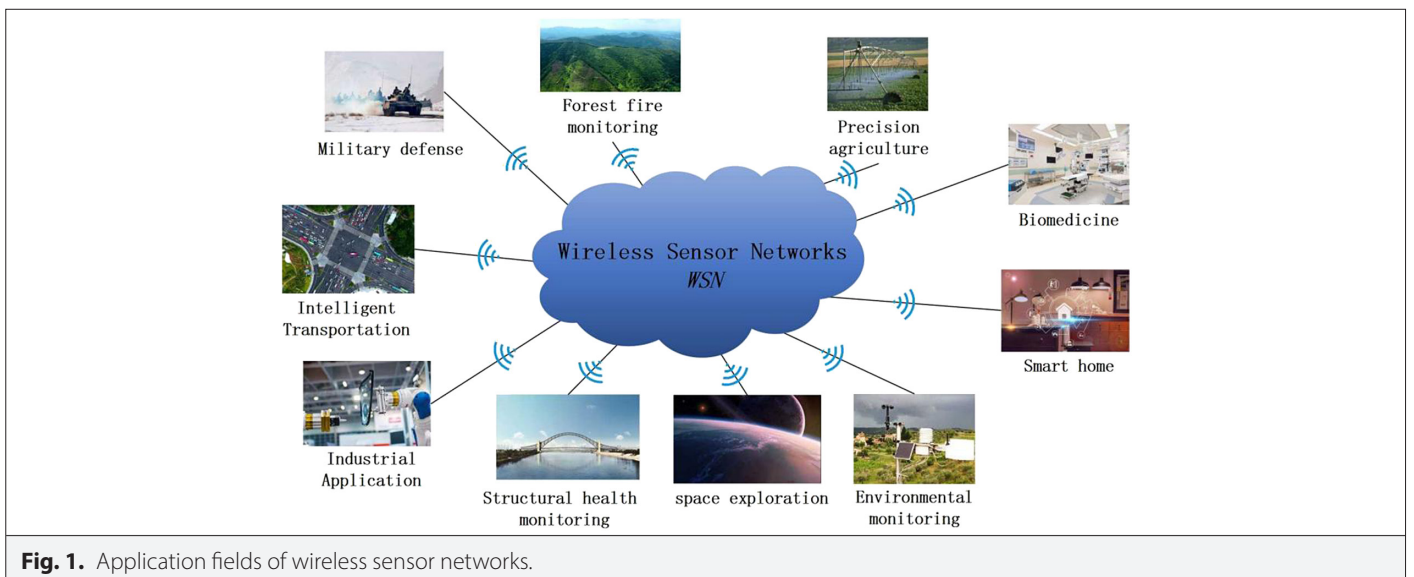 Forest fire
monitoring
Precision
agriculture
Military defense
Biomedicine
Wireless Sensor Networks
WSN
Intelligent
Transportation
Smart home
Industrial
Application
Structural health
monitoring
space exploration
Environmental
monitoring
Fig. 1. Application fields of wireless sensor networks.